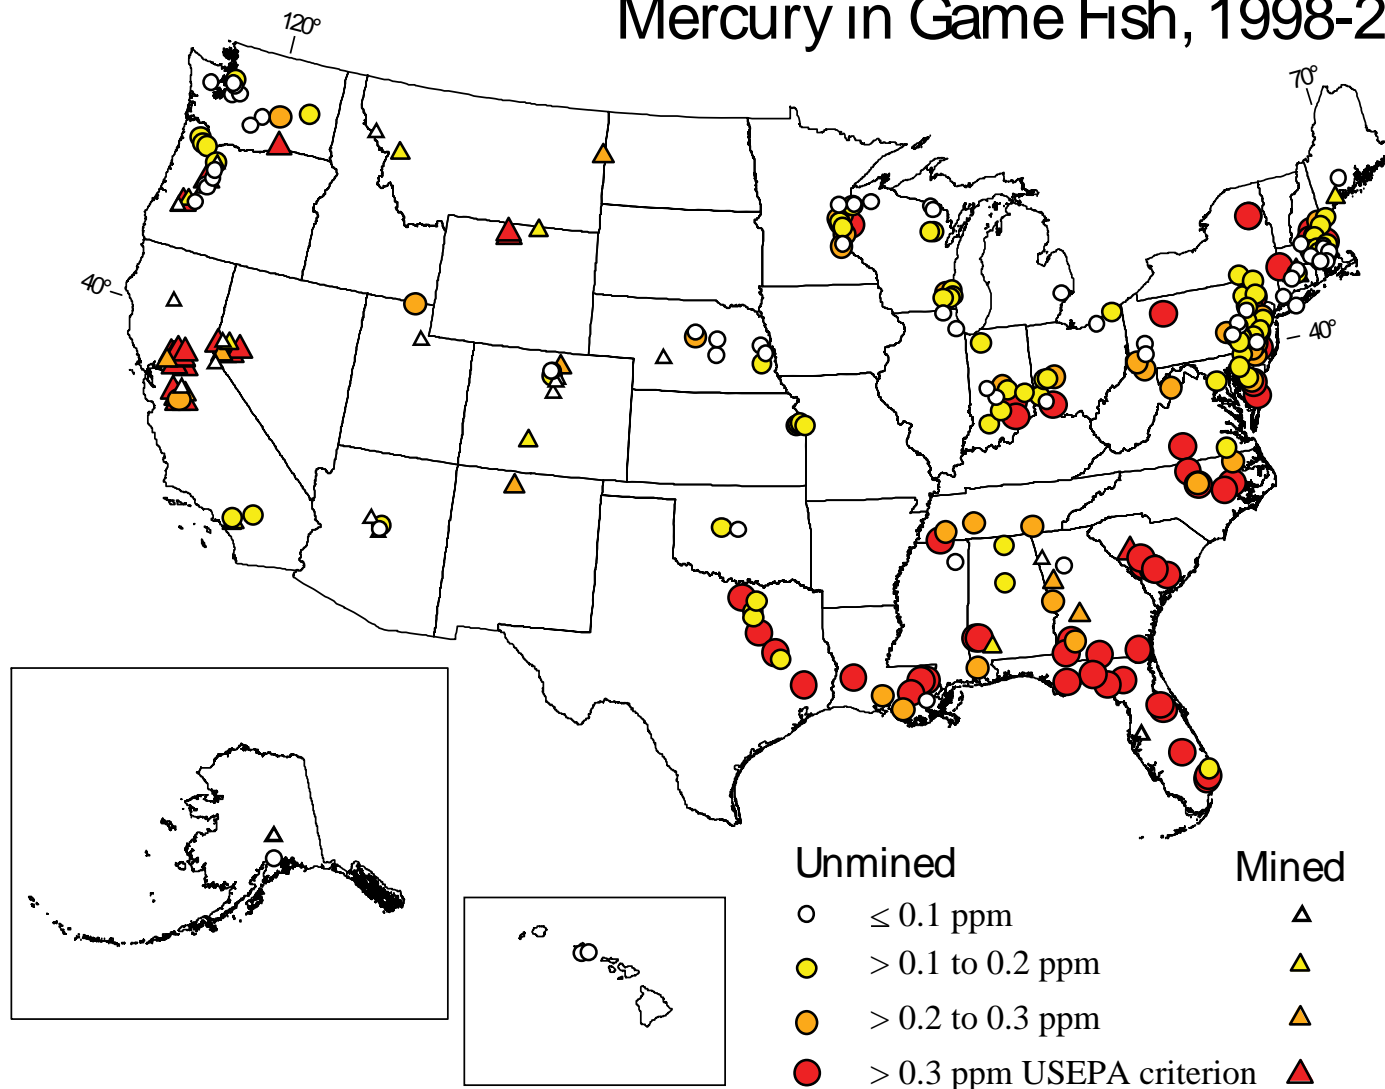 Mercury in Game Fish, 1998-2
120°
70°
40°
40°
Unmined Mined
≤ 0.1 ppm
> 0.1 to 0.2 ppm
> 0.2 to 0.3 ppm
> 0.3 ppm USEPA criterion